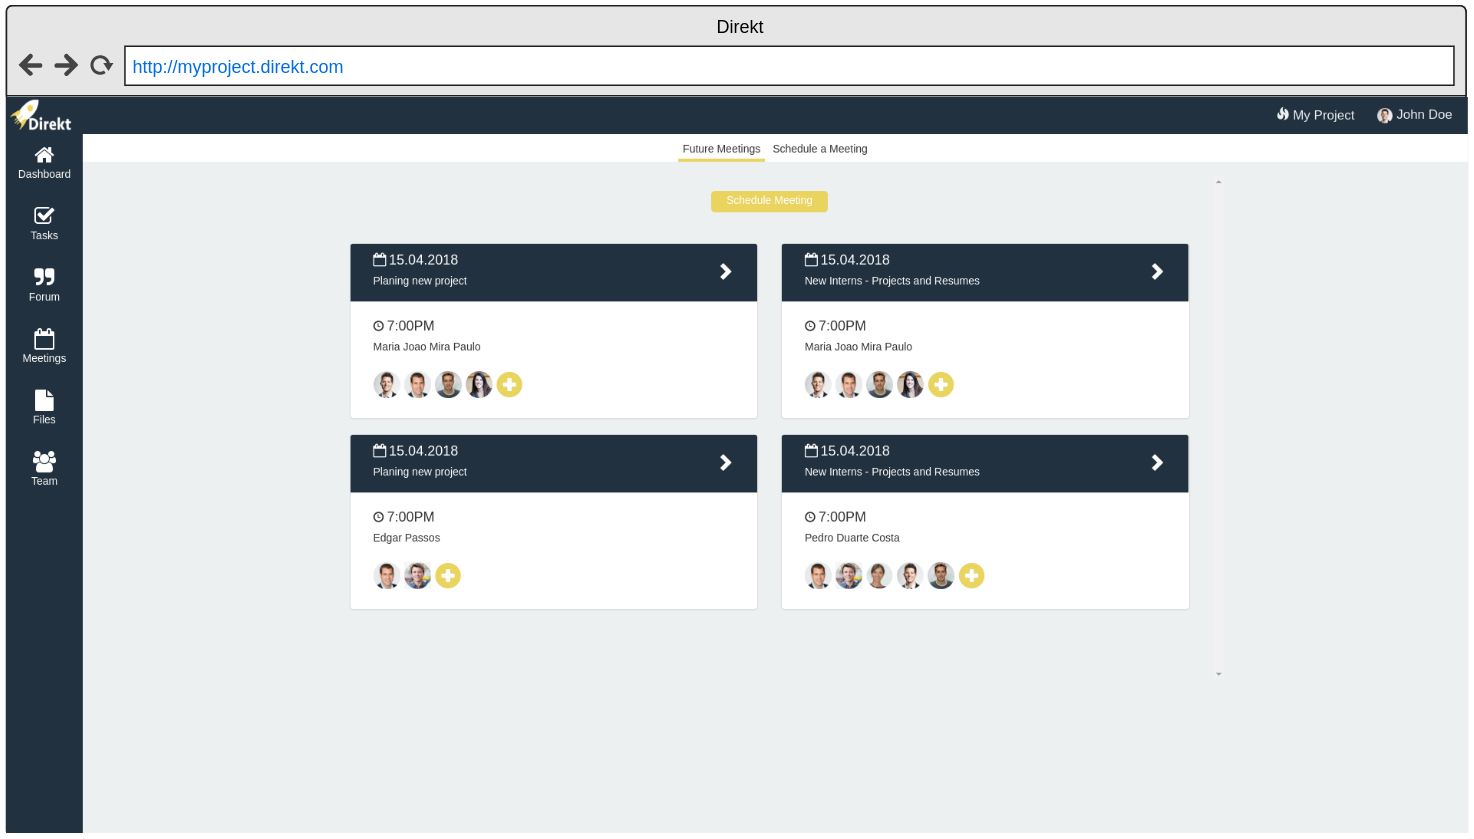 Direkt
http://myproject.direkt.com
Direkt
My Project
John Doe
Future Meetings
Schedule a Meeting
Dashboard
Tasks
Forum
Meetings
Files
Team
Schedule Meeting
15.04.2018
Planing new project
7:00PM
Maria Joao Mira Paulo
15.04.2018
New Interns - Projects and Resumes
7:00PM
Maria Joao Mira Paulo
15.04.2018
Planing new project
7:00PM
Edgar Passos
15.04.2018
New Interns - Projects and Resumes
7:00PM
Pedro Duarte Costa